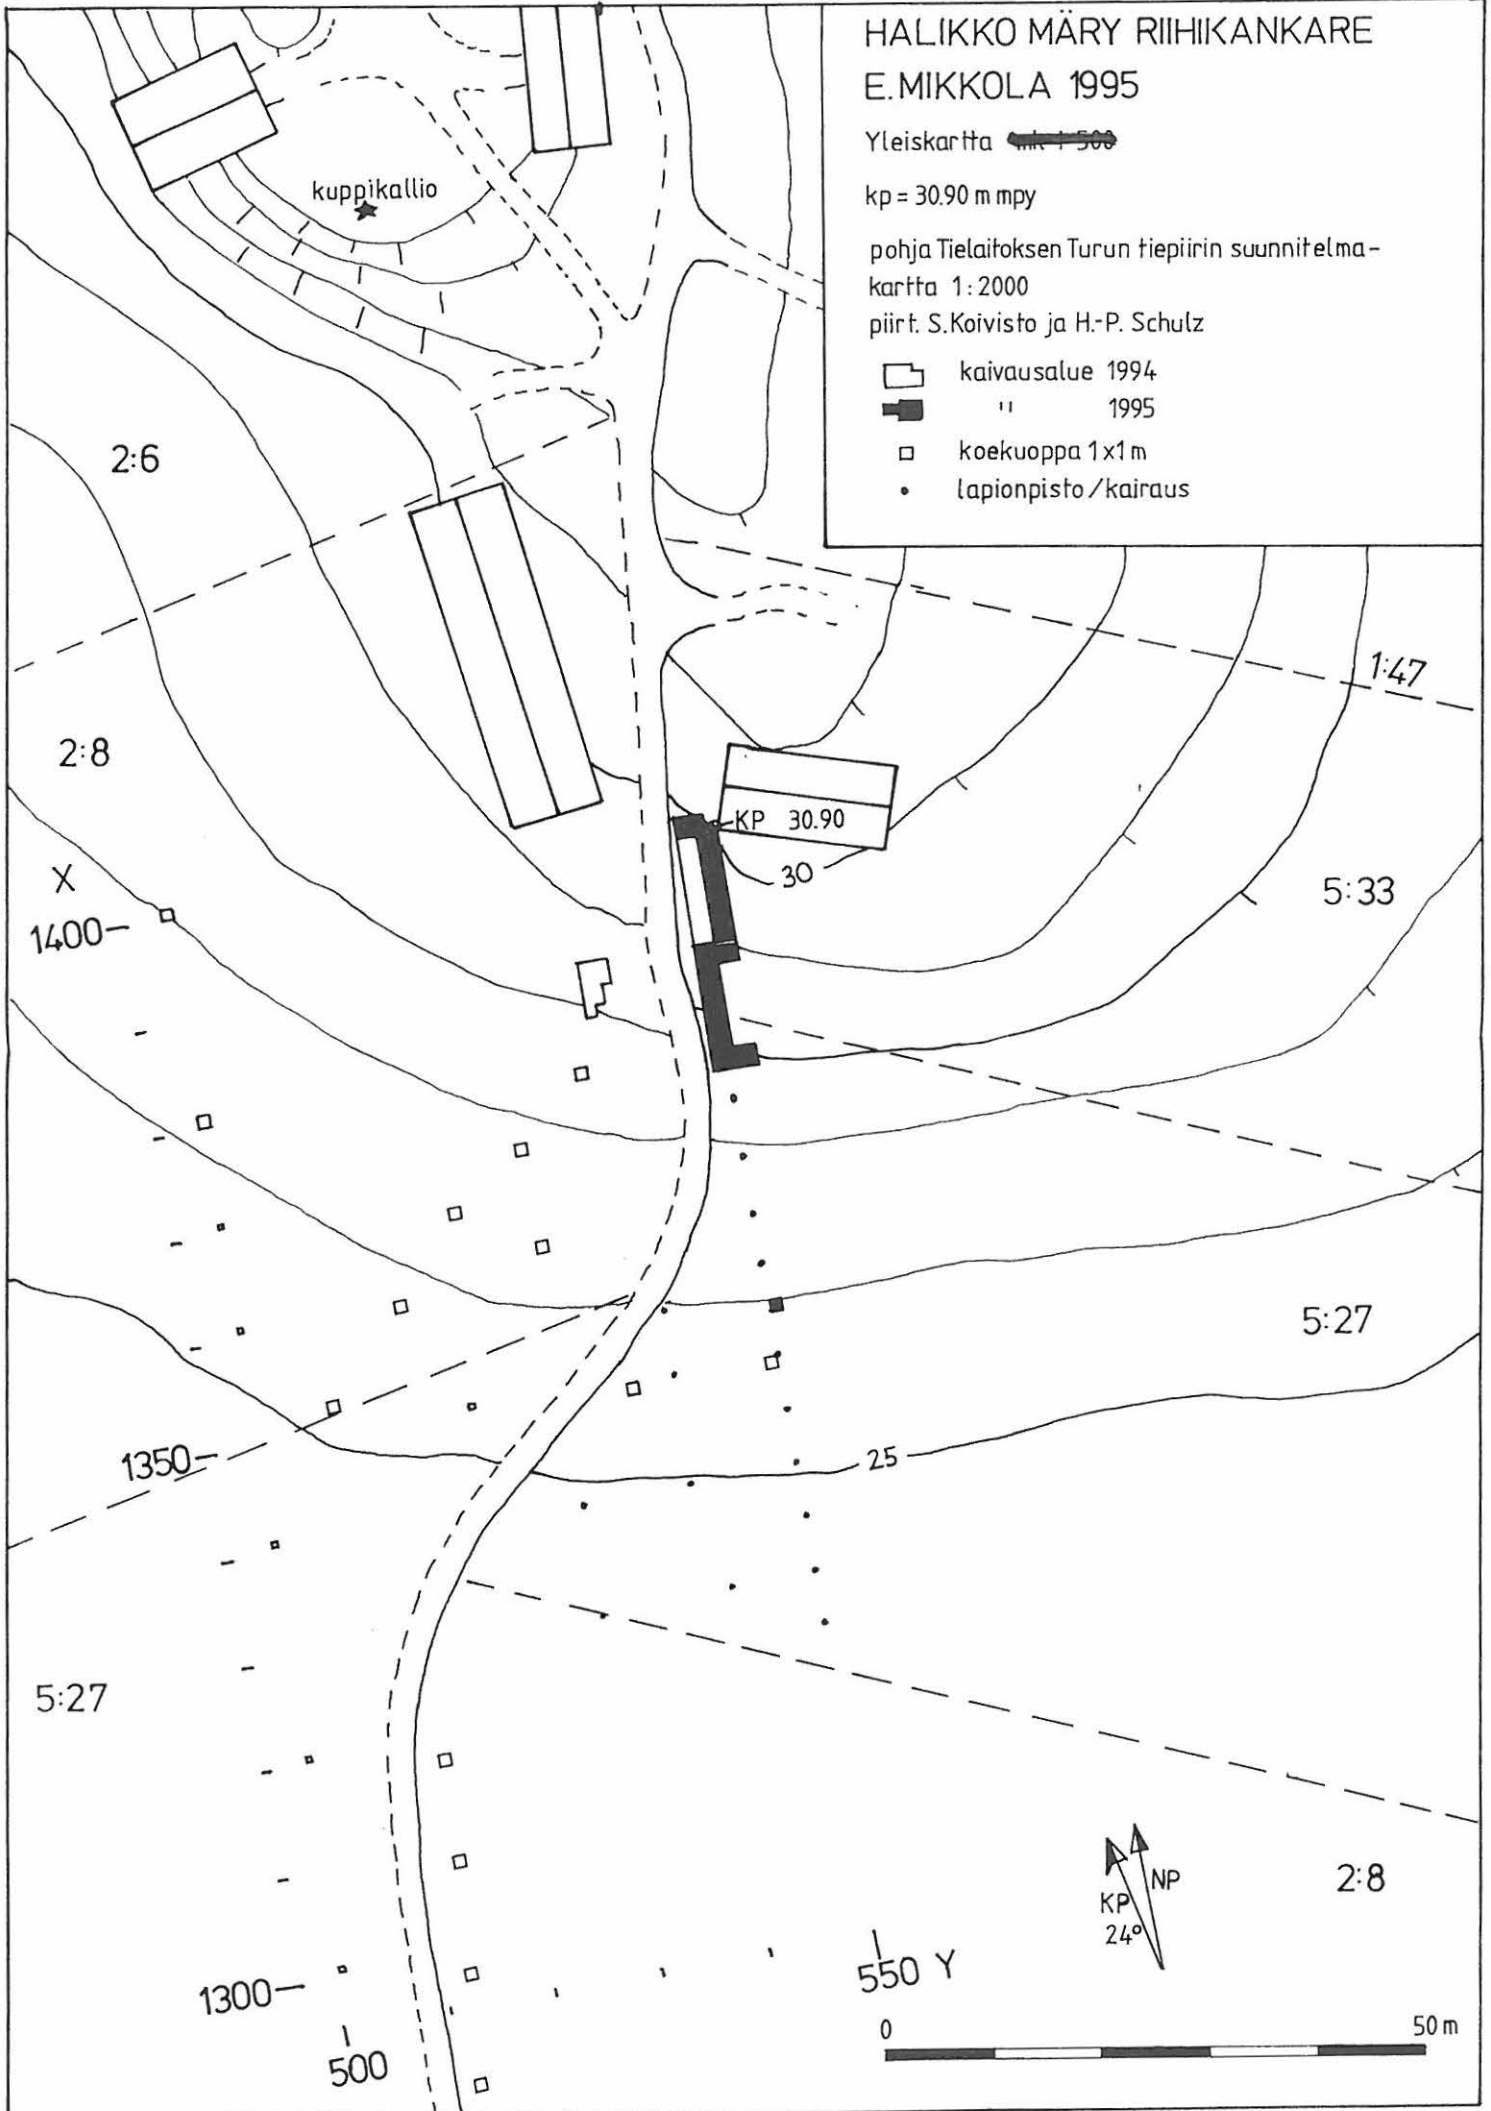 HALIKKO MÄRY RIIHIKANKARE
E.MIKKOLA 1995
Yleiskartta
kp = 30.90 m mpy
pohja Tielaitoksen Turun tiepiirin suunnitelma-
kartta 1:2000
piirt. S.Koivisto ja H.-P. Schulz
kaivausalue 1994
" 1995
koekuoppa 1x1m
lapionpisto/kairaus
kuppikallio
2:6
1:47
2:8
KP 30.90
30
X
5:33
1400
5:27
1350
25
5:27
2:8
NP
KP
24°
1300
550 Y
500
0
50 m